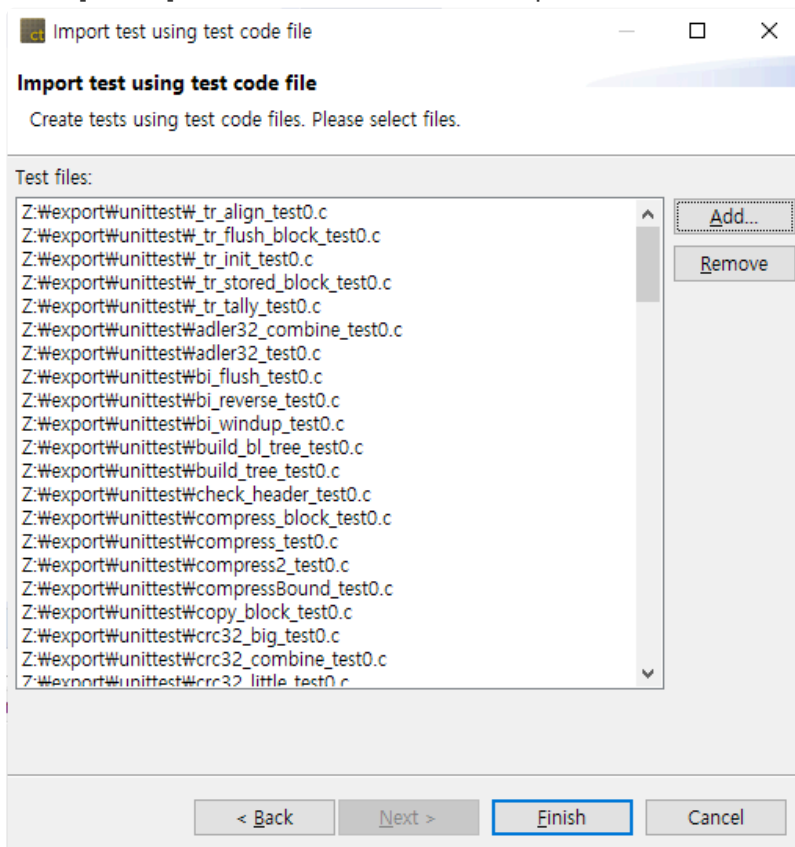 ct Import test using test code file
Import test using test code file
Create tests using test code files. Please select files.
Test files:
Z:₩export₩unittest₩_tr_align_test0.c
Z:₩export₩unittest₩_tr_flush_block_test0.c
Z:₩export₩unittest₩_tr_init_test0.c
Z:₩export₩unittest₩_tr_stored_block_test0.c
Z:₩export₩unittest₩_tr_tally_test0.c
Z:₩export₩unittest₩adler32_combine_test0.c
Z:₩export₩unittest₩adler32_test0.c
Z:₩export₩unittest₩bi_flush_test0.c
Z:₩export₩unittest₩bi_reverse_test0.c
Z:₩export₩unittest₩bi_windup_test0.c
Z:₩export₩unittest₩build_bl_tree_test0.c
Z:₩export₩unittest₩build_tree_test0.c
Z:₩export₩unittest₩check_header_test0.c
Z:₩export₩unittest₩compress_block_test0.c
Z:₩export₩unittest₩compress_test0.c
Z:₩export₩unittest₩compress2_test0.c
Z:₩export₩unittest₩compressBound_test0.c
Z:₩export₩unittest₩copy_block_test0.c
Z:₩export₩unittest₩crc32_big_test0.c
Z:₩export₩unittest₩crc32_combine_test0.c
Z:₩export₩unittest₩crc32_little_test0.c
Add...
Remove
< Back Next > Finish Cancel